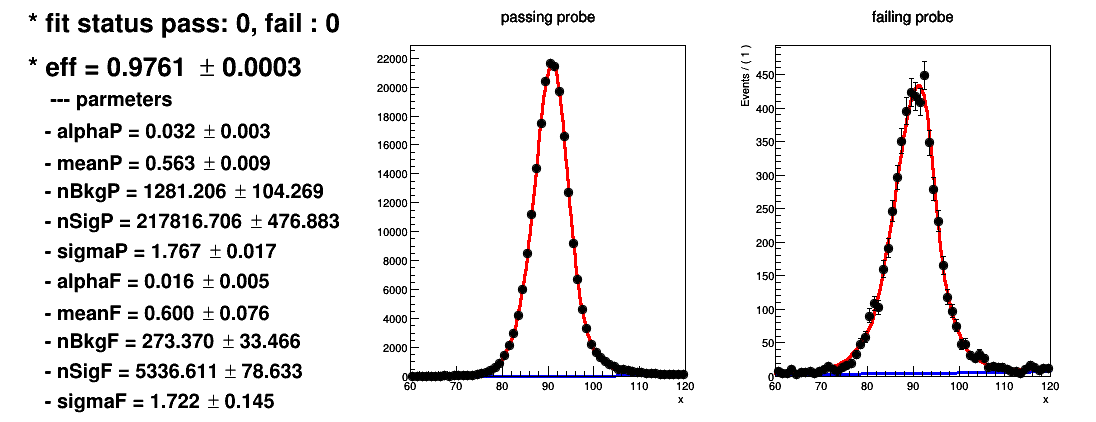 * fit status pass: 0, fail : 0
* eff = 0.9761 ± 0.0003
--- parmeters
- alphaP = 0.032 ± 0.003
- meanP = 0.563 ± 0.009
- nBkgP = 1281.206 ± 104.269
- nSigP = 217816.706 ± 476.883
- sigmaP = 1.767 ± 0.017
- alphaF = 0.016 ± 0.005
- meanF = 0.600 ± 0.076
- nBkgF = 273.370 ± 33.466
- nSigF = 5336.611 ± 78.633
- sigmaF = 1.722 ± 0.145
passing probe
22000
20000
18000
16000
14000
12000
10000
8000
6000
4000
2000
0
60 70 80 90 100 110 120
x
failing probe
Events / ( 1 )
450
400
350
300
250
200
150
100
50
0
60 70 80 90 100 110 120
x